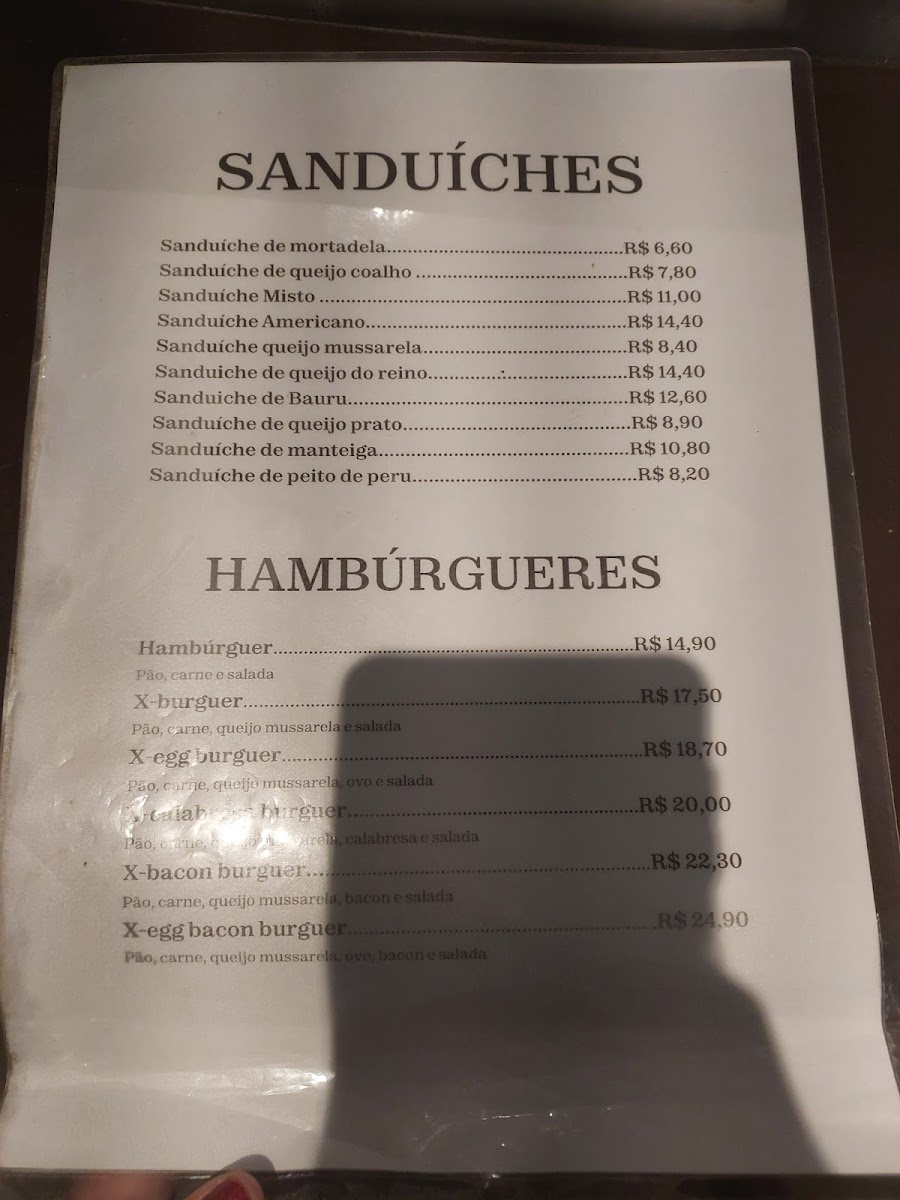 SANDUÍCHES
Sanduíche de mortadela........................................R$ 6,60
Sanduíche de queijo coalho ....................................R$ 7,80
Sanduíche Misto ....................................................R$ 11,00
Sanduíche Americano............................................R$ 14,40
Sanduíche queijo mussarela...................................R$ 8,40
Sanduiche de queijo do reino..................................R$ 14,40
Sanduiche de Bauru...............................................R$ 12,60
Sanduíche de queijo prato......................................R$ 8,90
Sanduíche de manteiga..........................................R$ 10,80
Sanduíche de peito de peru.....................................R$ 8,20
HAMBÚRGUERES
Hambúrguer............................................................R$ 14,90
Pão, carne e salada
X-burguer..................................................................R$ 17,50
Pão, carne, queijo mussarela e salada
X-egg burguer............................................................R$ 18,70
Pão, carne, queijo mussarela, ovo e salada
X-calabresa burguer.................................................R$ 20,00
Pão, carne, queijo mussarela, calabresa e salada
X-bacon burguer.........................................................R$ 22,30
Pão, carne, queijo mussarela, bacon e salada
X-egg bacon burguer....................................................R$ 24,90
Pão, carne, queijo mussarela, ovo, bacon e salada